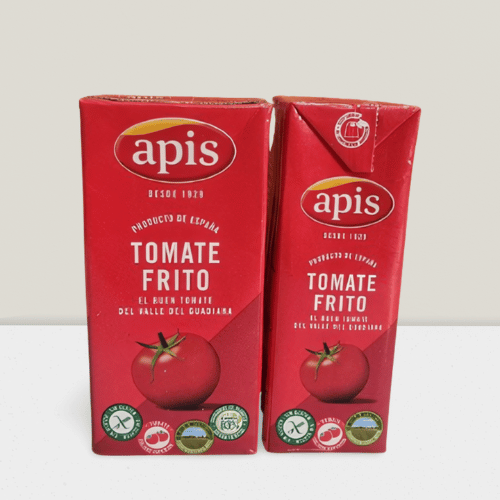 apis
DESDE 1929
PRODUCTO DE ESPAÑA
TOMATE
FRITO
EL BUEN TOMATE
DEL VALLE DEL GUADIANA
apis
DESDE 1929
PRODUCTO DE ESPAÑA
TOMATE
FRITO
EL BUEN TOMATE
DEL VALLE DEL GUADIANA